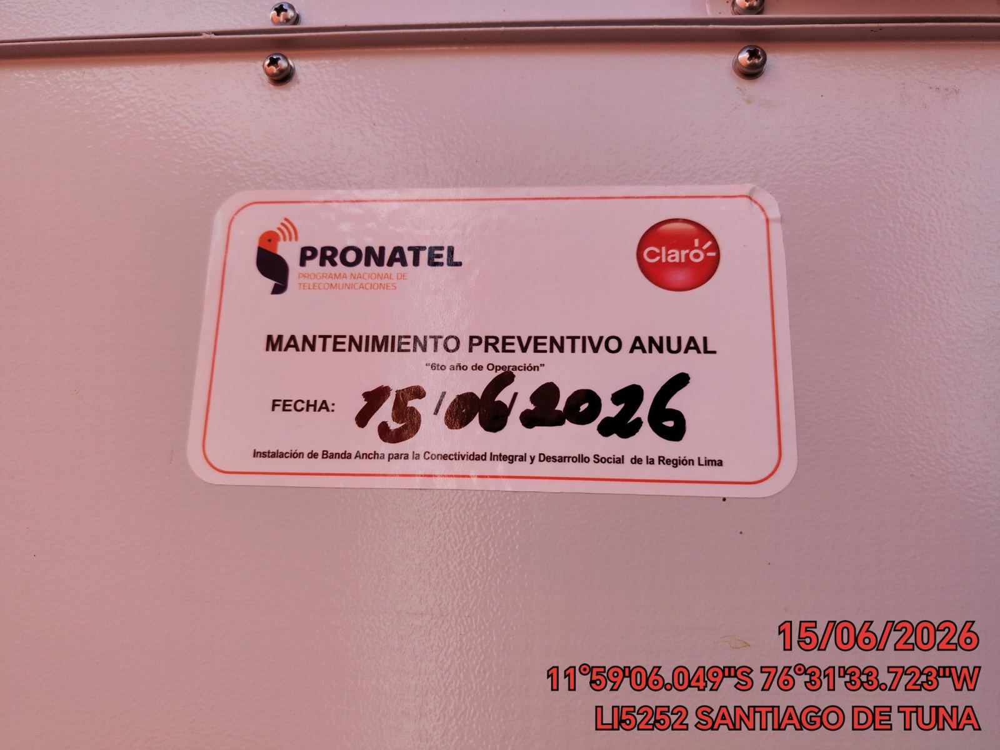 PRONATEL
PROGRAMA NACIONAL DE
TELECOMUNICACIONES
Claro
MANTENIMIENTO PREVENTIVO ANUAL
“6to año de Operación”
FECHA: 15/06/2026
Instalación de Banda Ancha para la Conectividad Integral y Desarrollo Social de la Región Lima
15/06/2026
11°59'06.049"S 76°31'33.723"W
LI5252 SANTIAGO DE TUNA